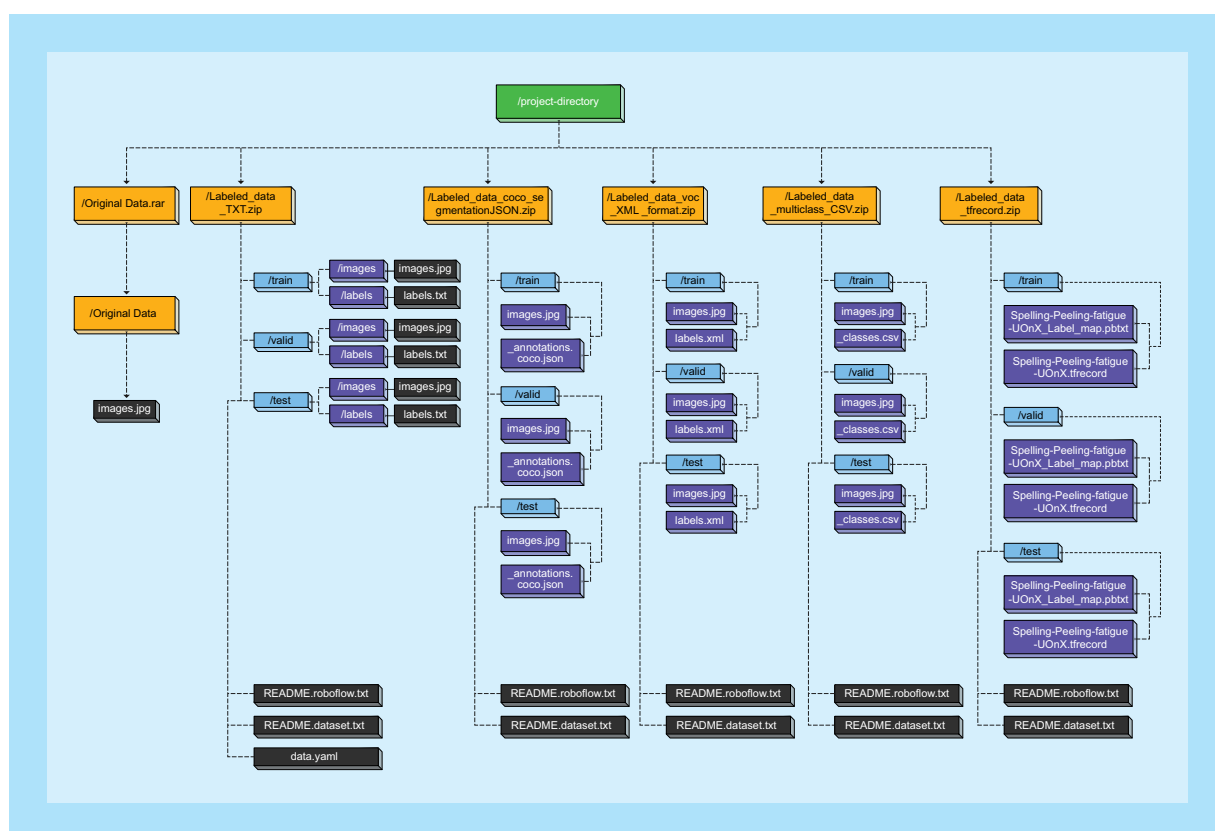 /project-directory
/Original Data.rar
/Original Data
images.jpg
/Labeled_data
_TXT.zip
/train
/images
images.jpg
/labels
labels.txt
/valid
/images
images.jpg
/labels
labels.txt
/test
/images
images.jpg
/labels
labels.txt
README.roboflow.txt
README.dataset.txt
data.yaml
/Labeled_data_coco_se
gmentationJSON.zip
/train
images.jpg
_annotations.
coco.json
/valid
images.jpg
_annotations.
coco.json
/test
images.jpg
_annotations.
coco.json
README.roboflow.txt
README.dataset.txt
/Labeled_data_voc
_XML _format.zip
/train
images.jpg
labels.xml
/valid
images.jpg
labels.xml
/test
images.jpg
labels.xml
README.roboflow.txt
README.dataset.txt
/Labeled_data
_multiclass_CSV.zip
/train
images.jpg
_classes.csv
/valid
images.jpg
_classes.csv
/test
images.jpg
_classes.csv
README.roboflow.txt
README.dataset.txt
/Labeled_data
_tfrecord.zip
/train
Spelling-Peeling-fatigue
-UOnX_Label_map.pbtxt
Spelling-Peeling-fatigue
-UOnX.tfrecord
/valid
Spelling-Peeling-fatigue
-UOnX_Label_map.pbtxt
Spelling-Peeling-fatigue
-UOnX.tfrecord
/test
Spelling-Peeling-fatigue
-UOnX_Label_map.pbtxt
Spelling-Peeling-fatigue
-UOnX.tfrecord
README.roboflow.txt
README.dataset.txt